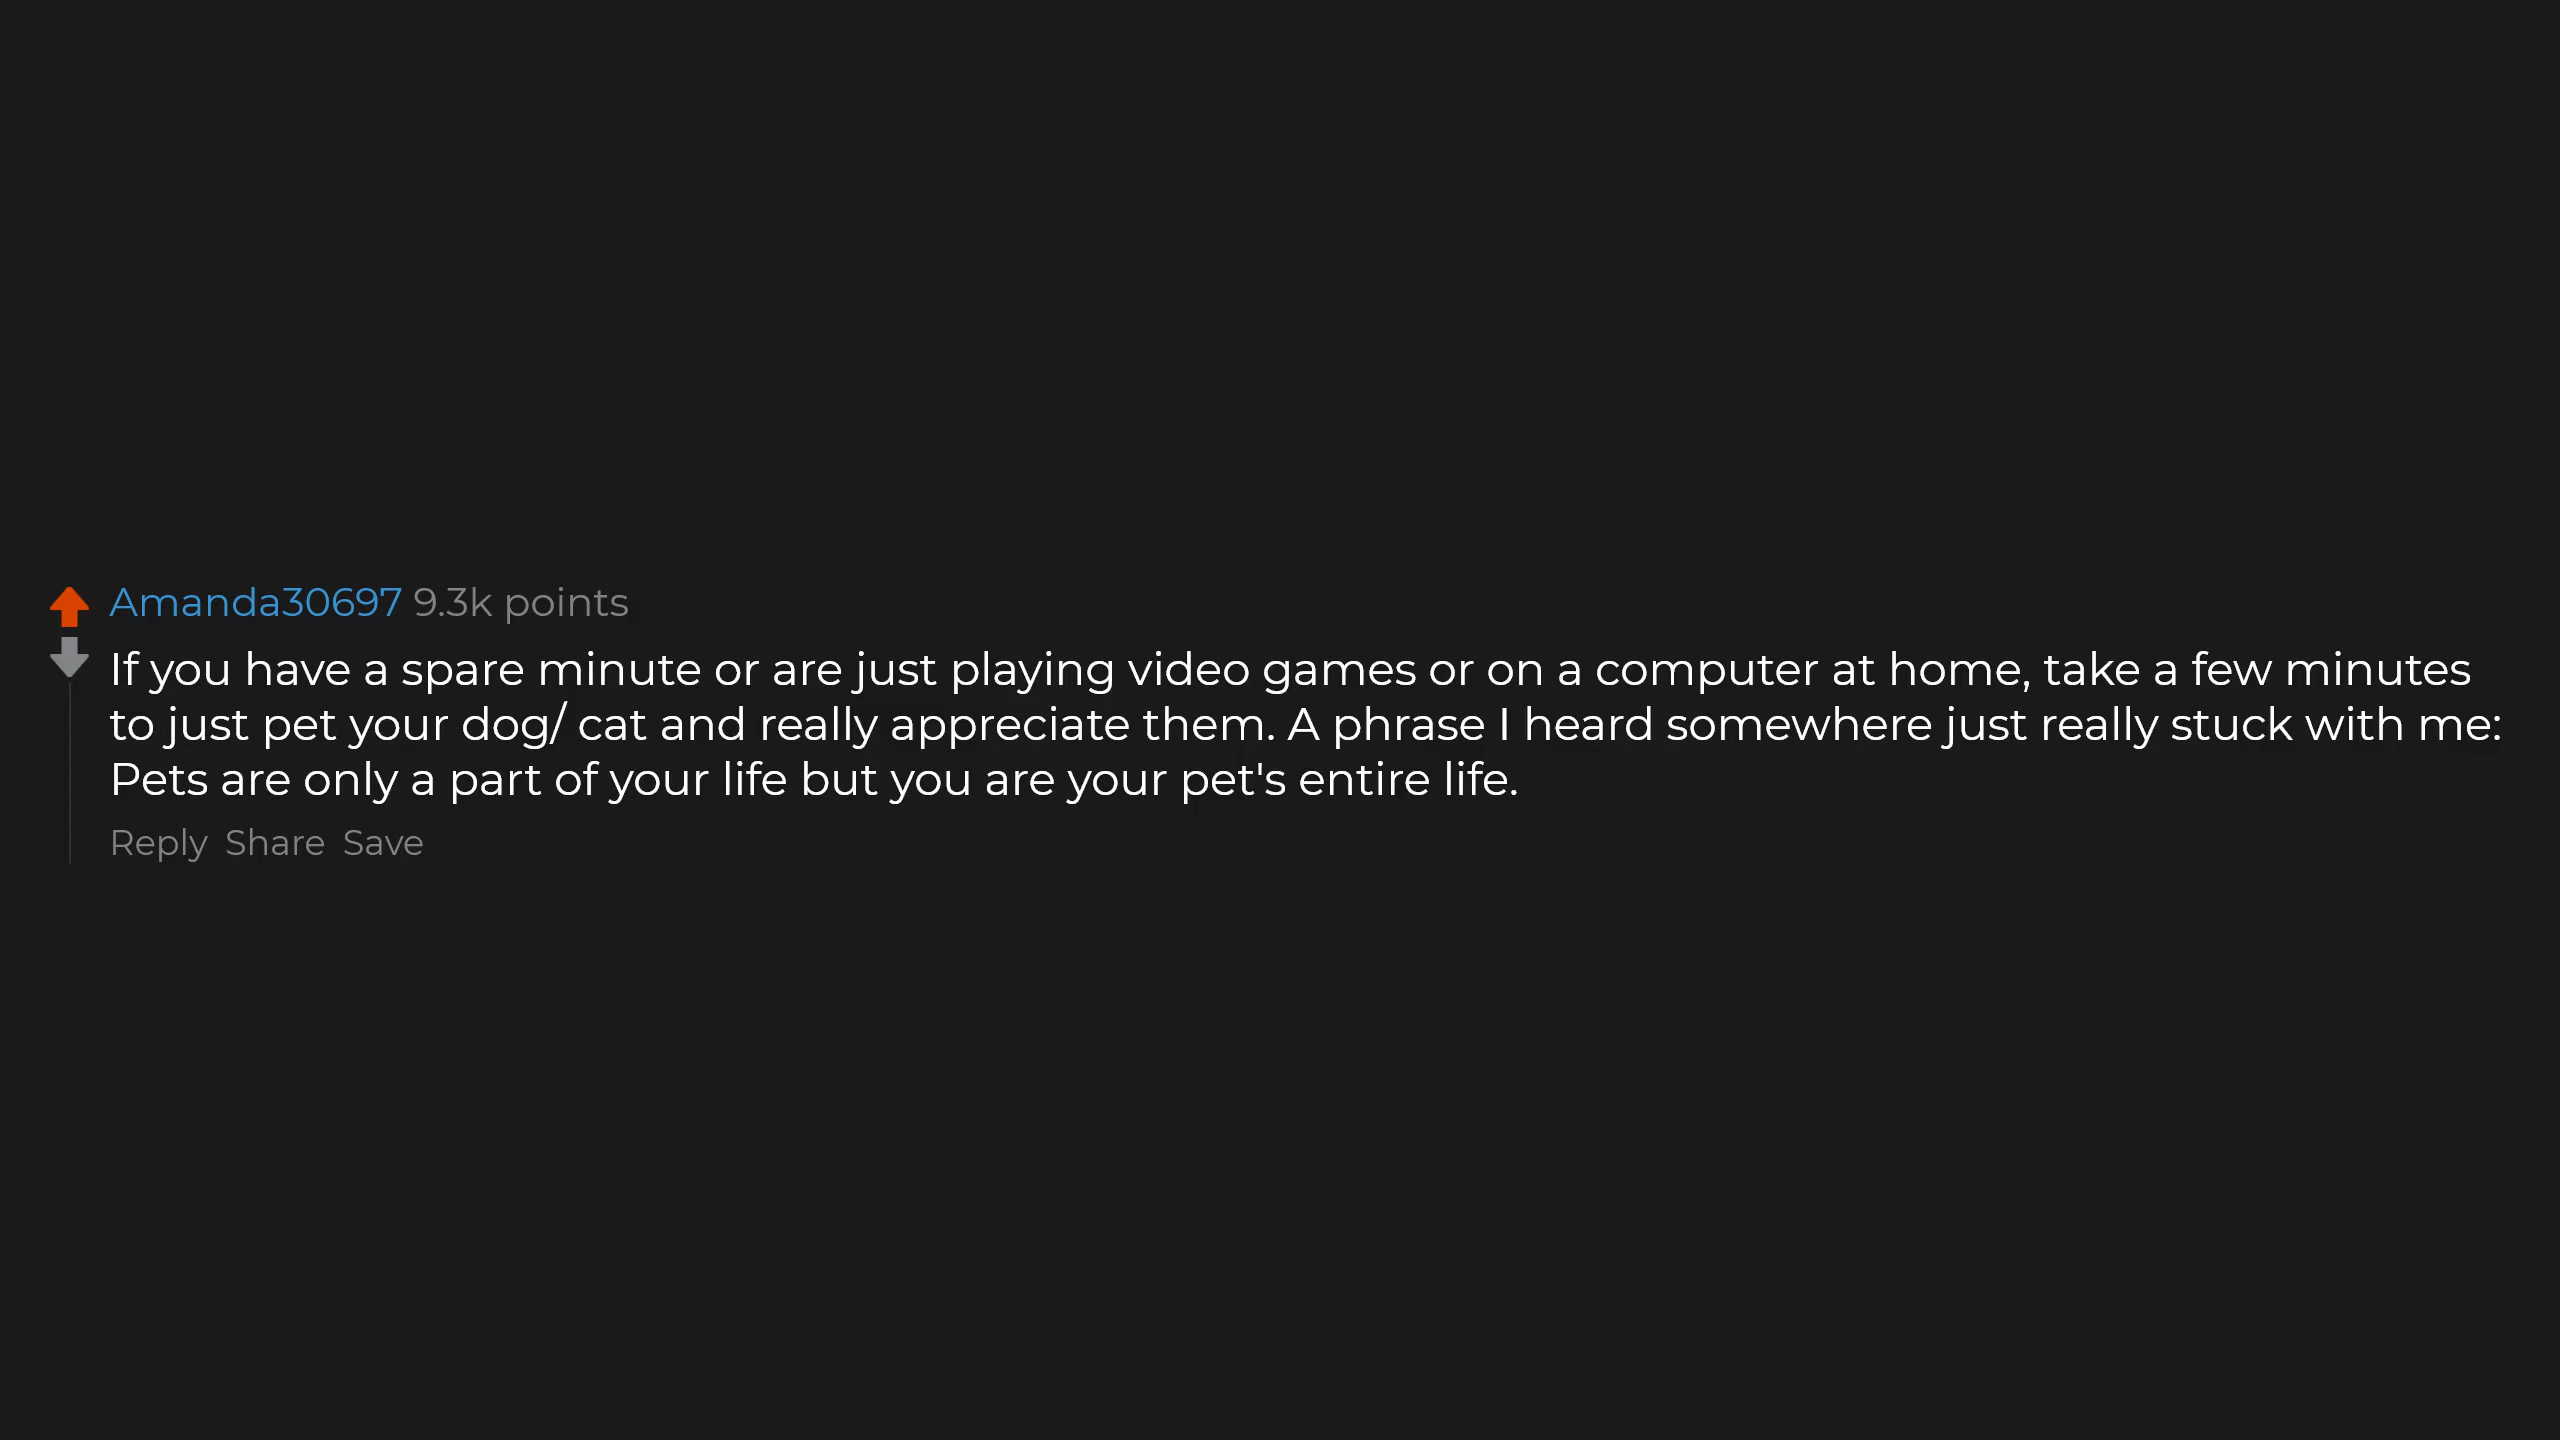 Amanda30697 9.3k points
If you have a spare minute or are just playing video games or on a computer at home, take a few minutes
to just pet your dog/ cat and really appreciate them. A phrase I heard somewhere just really stuck with me:
Pets are only a part of your life but you are your pet's entire life.
Reply Share Save